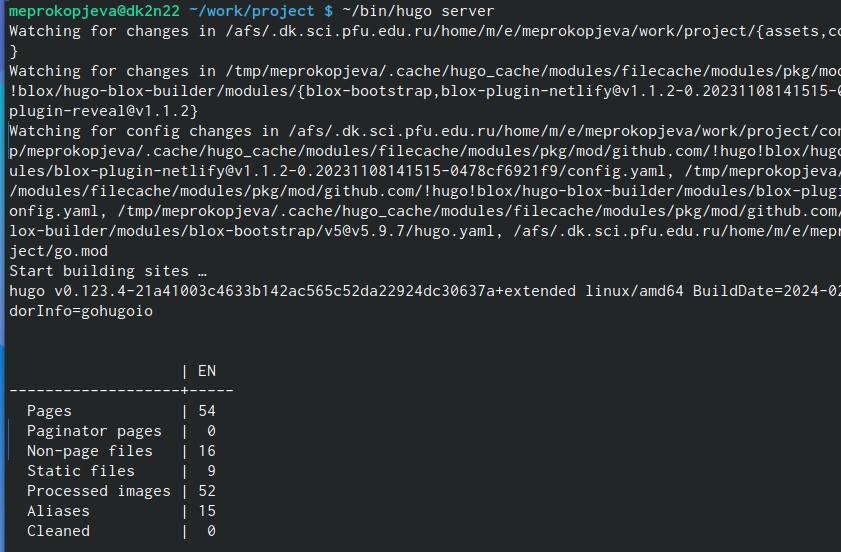 meprokopjeva@dk2n22 ~/work/project $ ~/bin/hugo server
Watching for changes in /afs/.dk.sci.pfu.edu.ru/home/m/e/meprokopjeva/work/project/{assets,co
}
Watching for changes in /tmp/meprokopjeva/.cache/hugo_cache/modules/filecache/modules/pkg/mod
!blox/hugo-blox-builder/modules/{blox-bootstrap,blox-plugin-netlify@v1.1.2-0.20231108141515-0
plugin-reveal@v1.1.2}
Watching for config changes in /afs/.dk.sci.pfu.edu.ru/home/m/e/meprokopjeva/work/project/con
p/meprokopjeva/.cache/hugo_cache/modules/filecache/modules/pkg/mod/github.com/!hugo!blox/hugo
ules/blox-plugin-netlify@v1.1.2-0.20231108141515-0478cf6921f9/config.yaml, /tmp/meprokopjeva/
/modules/filecache/modules/pkg/mod/github.com/!hugo!blox/hugo-blox-builder/modules/blox-plugi
onfig.yaml, /tmp/meprokopjeva/.cache/hugo_cache/modules/filecache/modules/pkg/mod/github.com/
lox-builder/modules/blox-bootstrap/v5@v5.9.7/hugo.yaml, /afs/.dk.sci.pfu.edu.ru/home/m/e/mepr
ject/go.mod
Start building sites …
hugo v0.123.4-21a41003c4633b142ac565c52da22924dc30637a+extended linux/amd64 BuildDate=2024-02
dorInfo=gohugoio
| EN
-------------------+-----
Pages | 54
Paginator pages | 0
Non-page files | 16
Static files | 9
Processed images | 52
Aliases | 15
Cleaned | 0